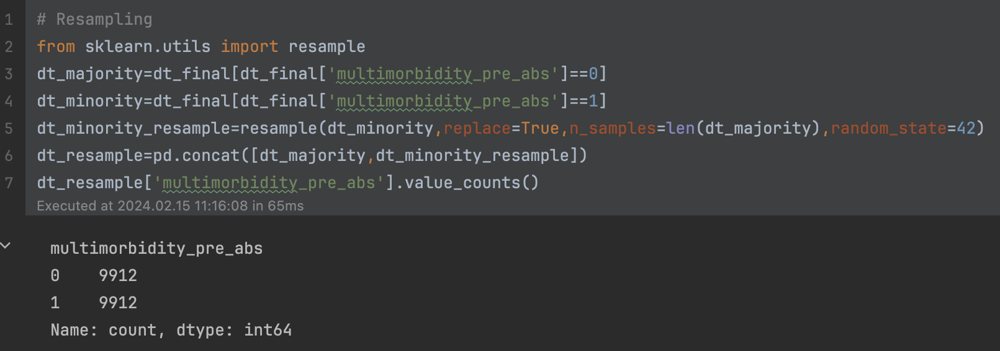 1 # Resampling
2 from sklearn.utils import resample
3 dt_majority=dt_final[dt_final['multimorbidity_pre_abs']==0]
4 dt_minority=dt_final[dt_final['multimorbidity_pre_abs']==1]
5 dt_minority_resample=resample(dt_minority,replace=True,n_samples=len(dt_majority),random_state=42)
6 dt_resample=pd.concat([dt_majority,dt_minority_resample])
7 dt_resample['multimorbidity_pre_abs'].value_counts()
Executed at 2024.02.15 11:16:08 in 65ms
multimorbidity_pre_abs
0    9912
1    9912
Name: count, dtype: int64